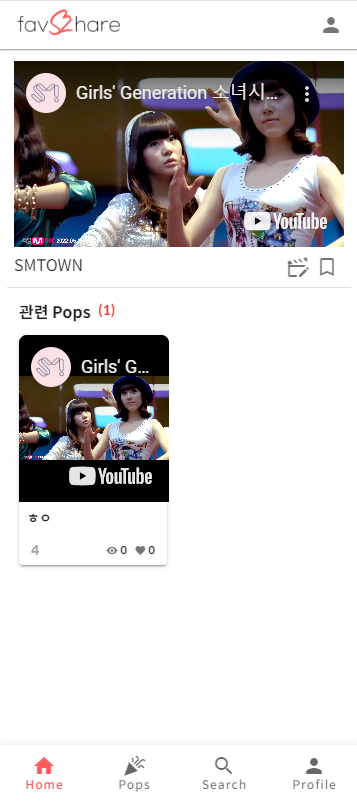 favShare
Girls' Generation 소녀시...
YouTube
SMTOWN
관련 Pops (1)
Girls' G...
YouTube
ㅎㅇ
4 0 0
Home Pops Search Profile